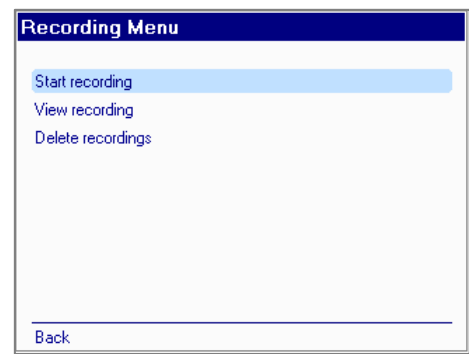 Recording Menu
Start recording
View recording
Delete recordings
Back